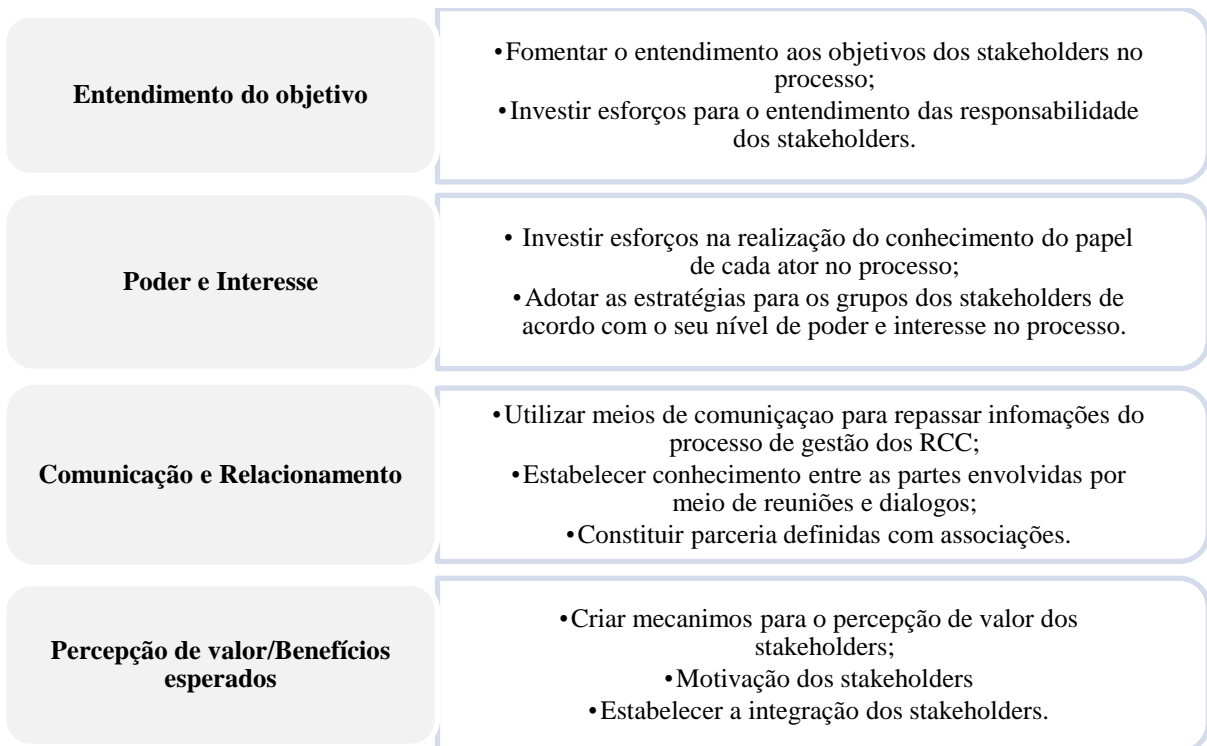 Entendimento do objetivo
•Fomentar o entendimento aos objetivos dos stakeholders no
processo;
•Investir esforços para o entendimento das responsabilidade
dos stakeholders.
Poder e Interesse
• Investir esforços na realização do conhecimento do papel
de cada ator no processo;
•Adotar as estratégias para os grupos dos stakeholders de
acordo com o seu nível de poder e interesse no processo.
Comunicação e Relacionamento
•Utilizar meios de comuniçaçao para repassar infomações do
processo de gestão dos RCC;
•Estabelecer conhecimento entre as partes envolvidas por
meio de reuniões e dialogos;
•Constituir parceria definidas com associações.
Percepção de valor/Benefícios
esperados
•Criar mecanimos para o percepção de valor dos
stakeholders;
•Motivação dos stakeholders
•Estabelecer a integração dos stakeholders.